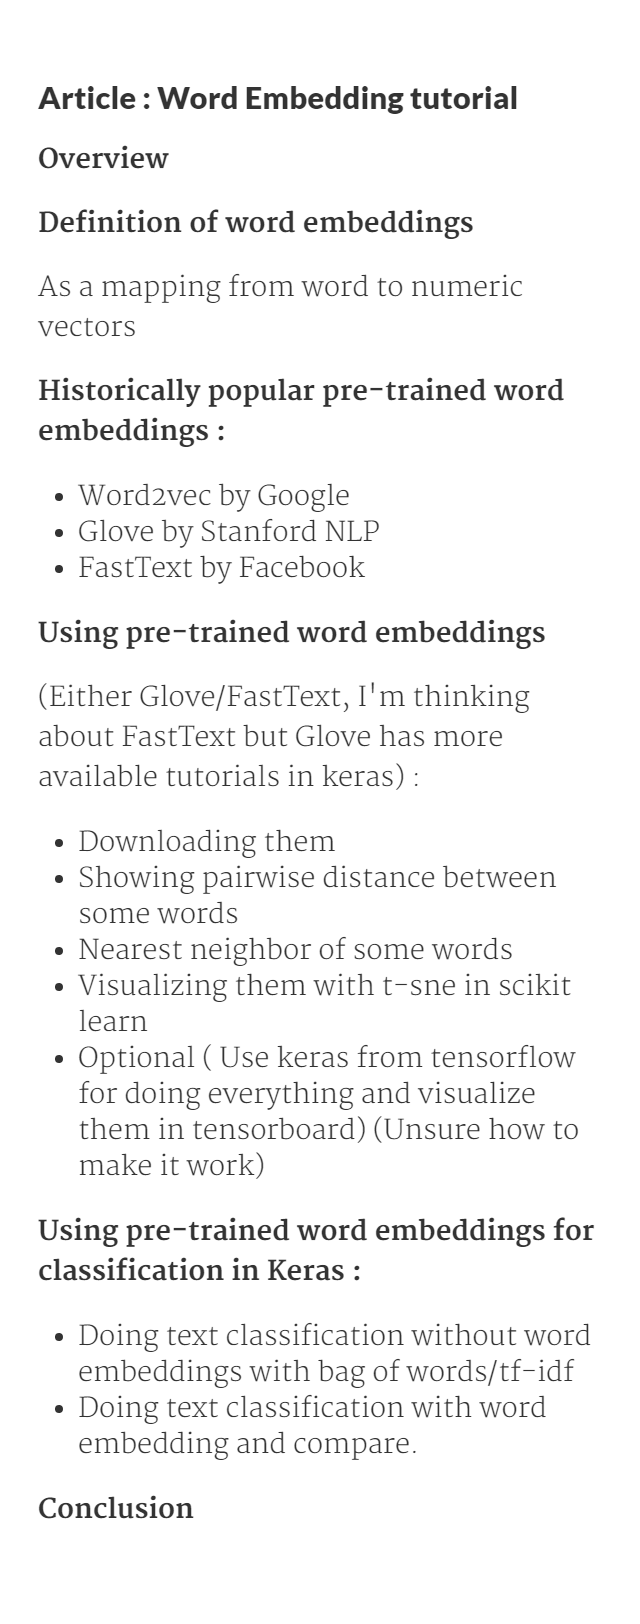 Article : Word Embedding tutorial
Overview
Definition of word embeddings
As a mapping from word to numeric
vectors
Historically popular pre-trained word
embeddings :
• Word2vec by Google
• Glove by Stanford NLP
• FastText by Facebook
Using pre-trained word embeddings
(Either Glove/FastText, I'm thinking
about FastText but Glove has more
available tutorials in keras) :
• Downloading them
• Showing pairwise distance between
some words
• Nearest neighbor of some words
• Visualizing them with t-sne in scikit
learn
• Optional ( Use keras from tensorflow
for doing everything and visualize
them in tensorboard) (Unsure how to
make it work)
Using pre-trained word embeddings for
classification in Keras :
• Doing text classification without word
embeddings with bag of words/tf-idf
• Doing text classification with word
embedding and compare.
Conclusion